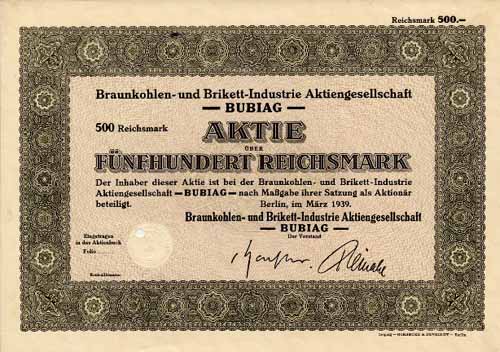 Reichsmark 500.—
Braunkohlen- und Brikett-Industrie Aktiengesellschaft
— BUBIAG —
500 Reichsmark
AKTIE
ÜBER
FÜNFHUNDERT REICHSMARK
Der Inhaber dieser Aktie ist bei der Braunkohlen- und Brikett-Industrie
Aktiengesellschaft — BUBIAG — nach Maßgabe ihrer Satzung als Aktionär
beteiligt.
Berlin, im März 1939.
Braunkohlen- und Brikett-Industrie Aktiengesellschaft
— BUBIAG —
Der Vorstand
Eingetragen
in das Aktienbuch
Folio